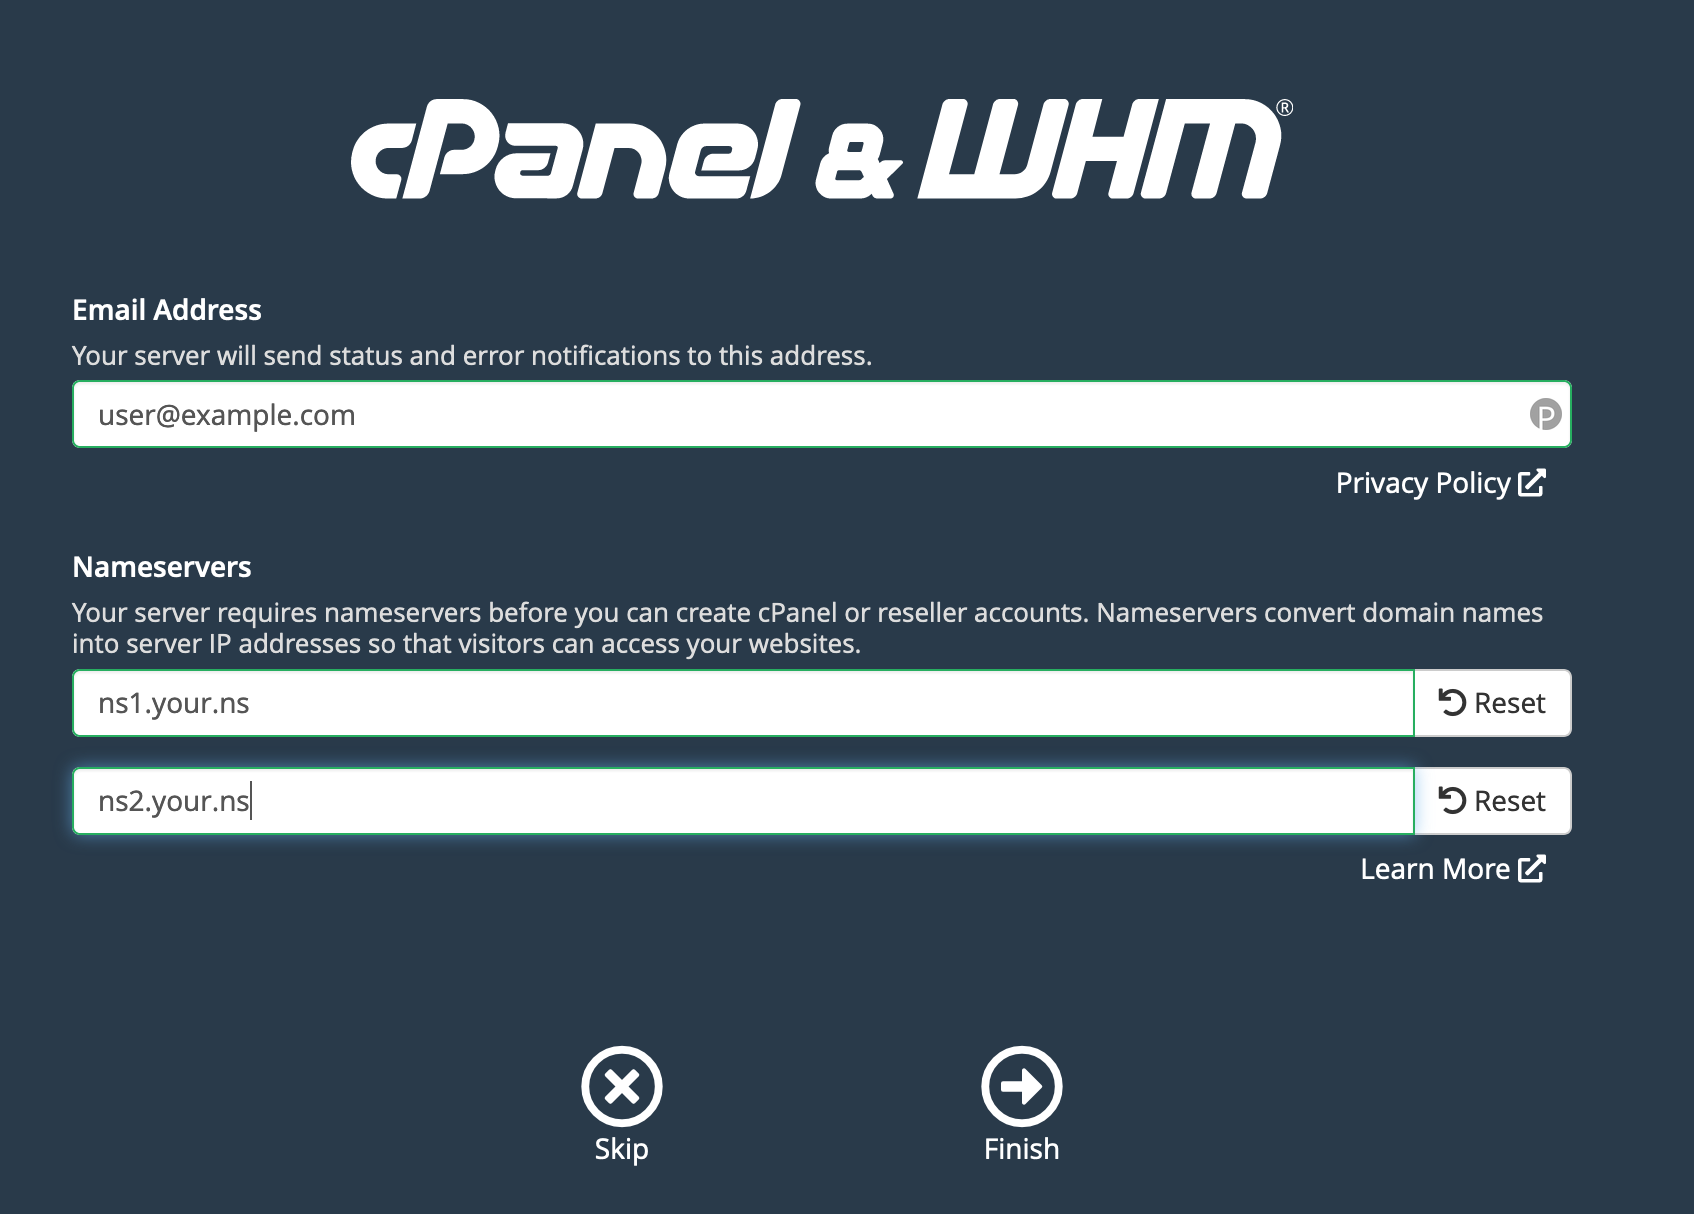 cPanel & WHM®
Email Address
Your server will send status and error notifications to this address.
user@example.com
P
Privacy Policy
Nameservers
Your server requires nameservers before you can create cPanel or reseller accounts. Nameservers convert domain names
into server IP addresses so that visitors can access your websites.
ns1.your.ns
Reset
ns2.your.ns
Reset
Learn More
Skip
Finish